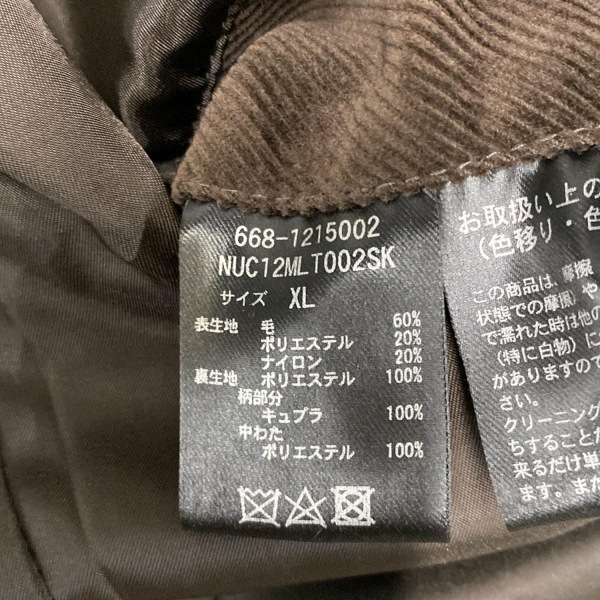 668-1215002
NUC12MLT002SK
サイズ XL
表生地 毛 60%
ポリエステル 20%
ナイロン 20%
裏生地 ポリエステル 100%
柄部分
キュプラ 100%
中わた
ポリエステル 100%
お取扱い上の
(色移り・色
この商品は、摩擦
状態での摩擦)や
で濡れた時は他の
(特に白物)に
がありますので
さい。
クリーニング
ちすることが
来るだけ単
ます。また